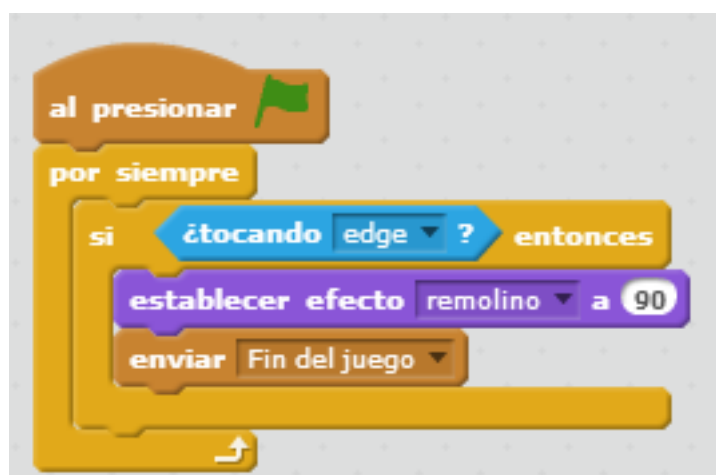 al presionar
por siempre
si ¿tocando edge ? entonces
establecer efecto remolino a 90
enviar Fin del juego